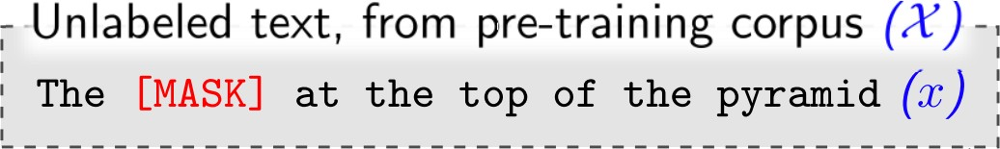 Unlabeled text, from pre-training corpus (𝒳)
The [MASK] at the top of the pyramid (x)